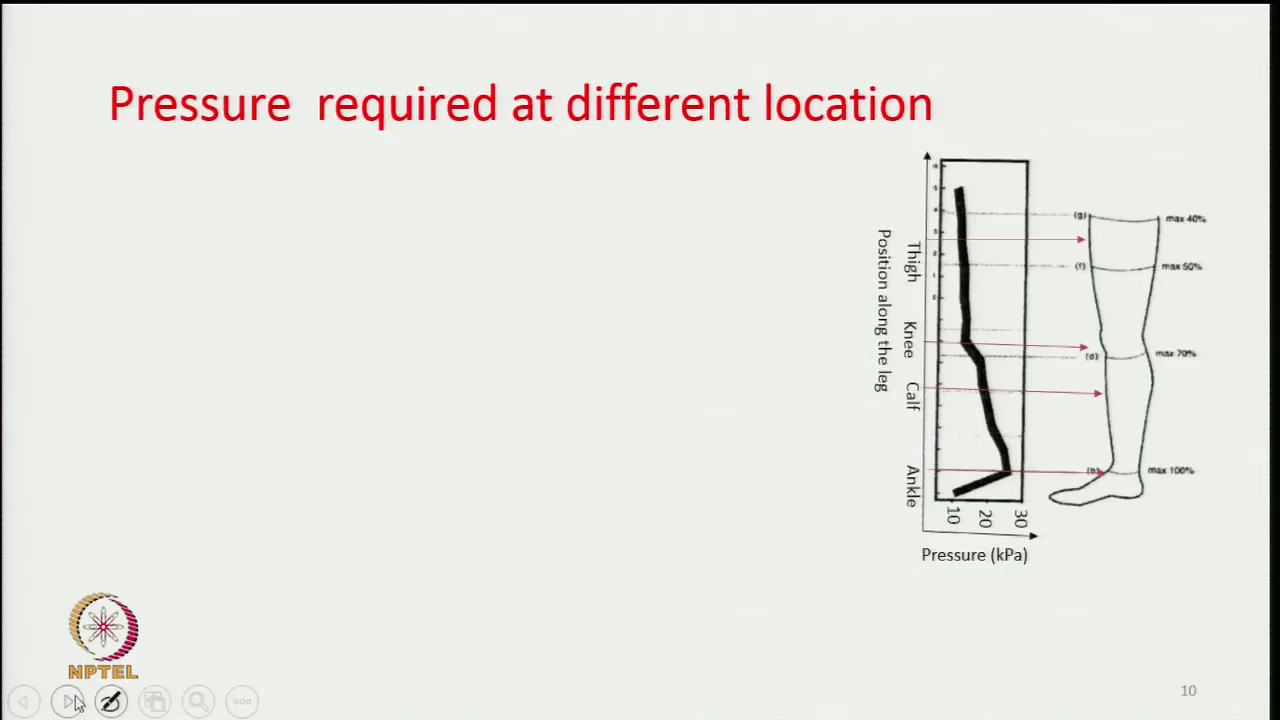 Pressure required at different location
(g)
max 40%
Thigh
Position along the leg
(f)
max 50%
Knee
(d)
max 70%
Calf
Ankle
(b)
max 100%
10
20
30
Pressure (kPa)
NPTEL
10